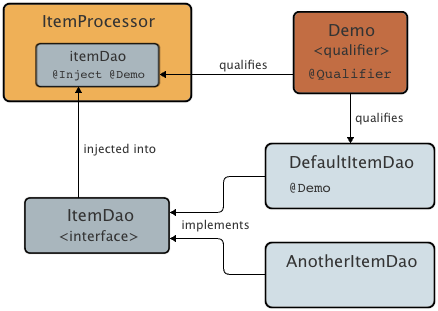 ItemProcessor
itemDao
@Inject @Demo
qualifies
Demo
<qualifier>
@Qualifier
qualifies
injected into
DefaultItemDao
@Demo
ItemDao
<interface>
implements
AnotherItemDao